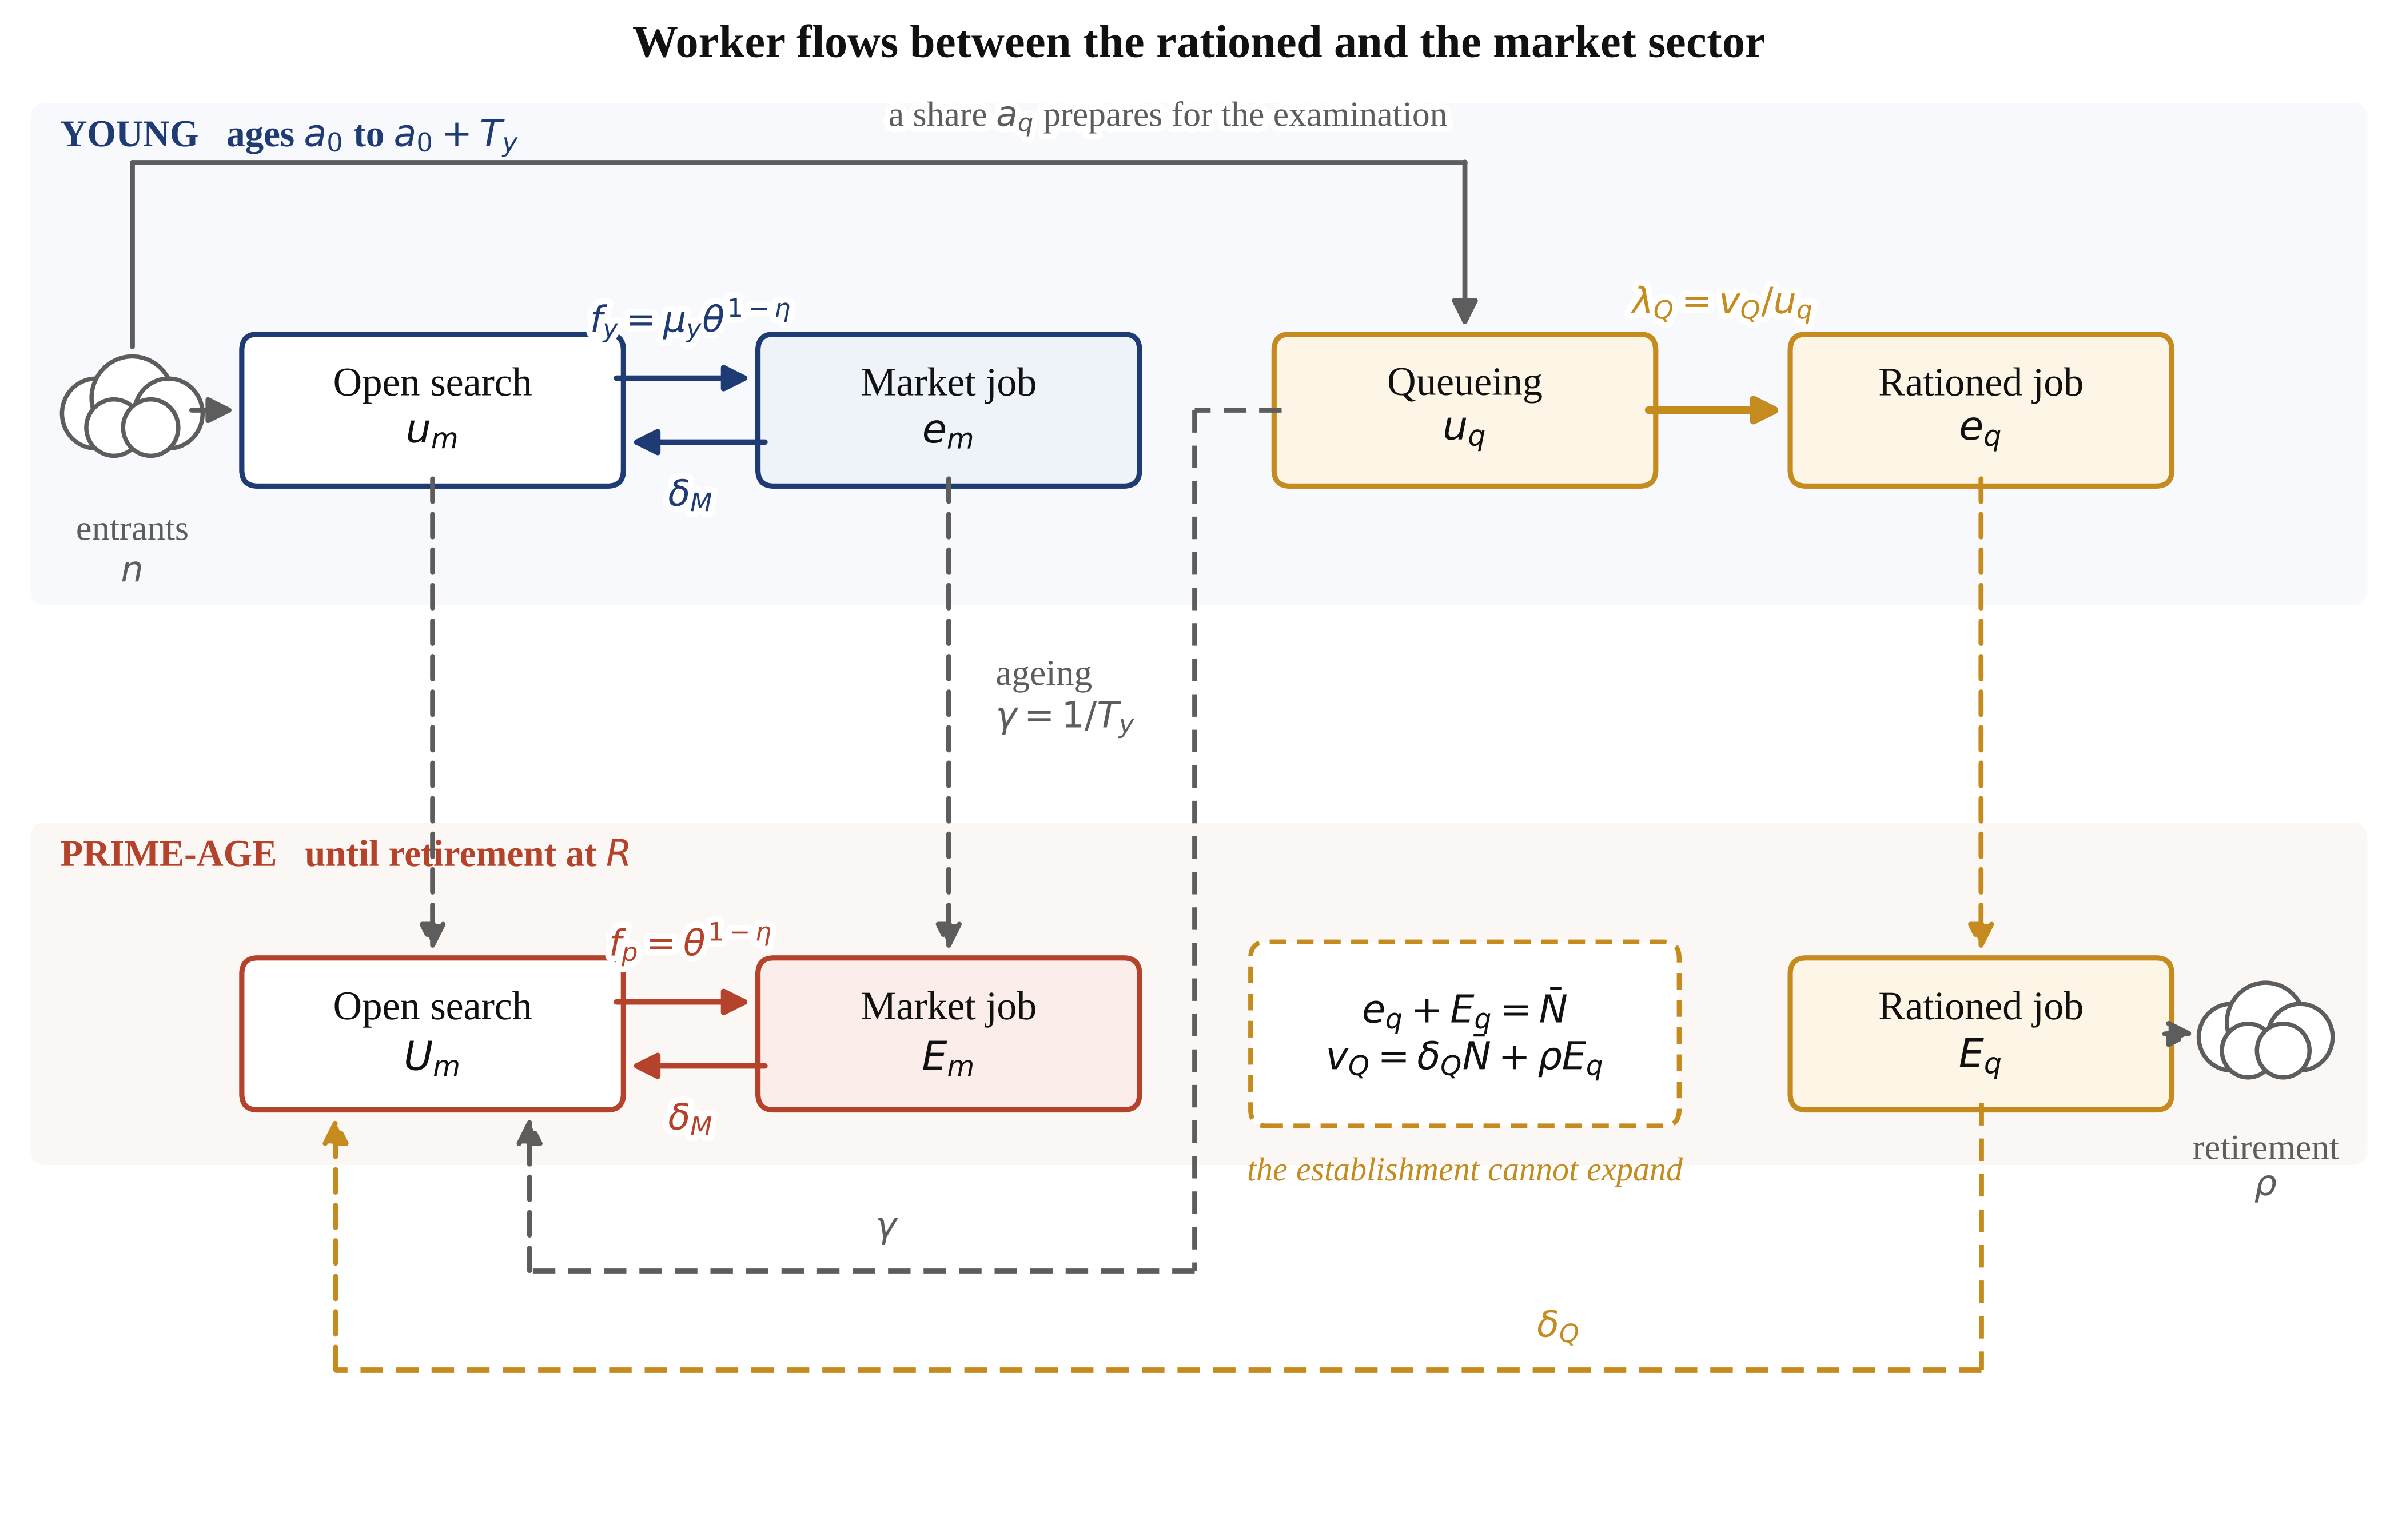 Worker flows between the rationed and the market sector
a share a_q prepares for the examination
YOUNG ages a_0 to a_0 + T_y
f_y = μ_yθ^{1−η}
λ_Q = v_Q/u_q
Open search
u_m
Market job
e_m
Queueing
u_q
Rationed job
e_q
δ_M
entrants
n
ageing
γ = 1/T_y
PRIME-AGE until retirement at R
f_p = θ^{1−η}
Open search
U_m
Market job
E_m
e_q + E_q = N̄
v_Q = δ_QN̄ + ρE_q
Rationed job
E_q
δ_M
the establishment cannot expand
retirement
ρ
γ
δ_Q